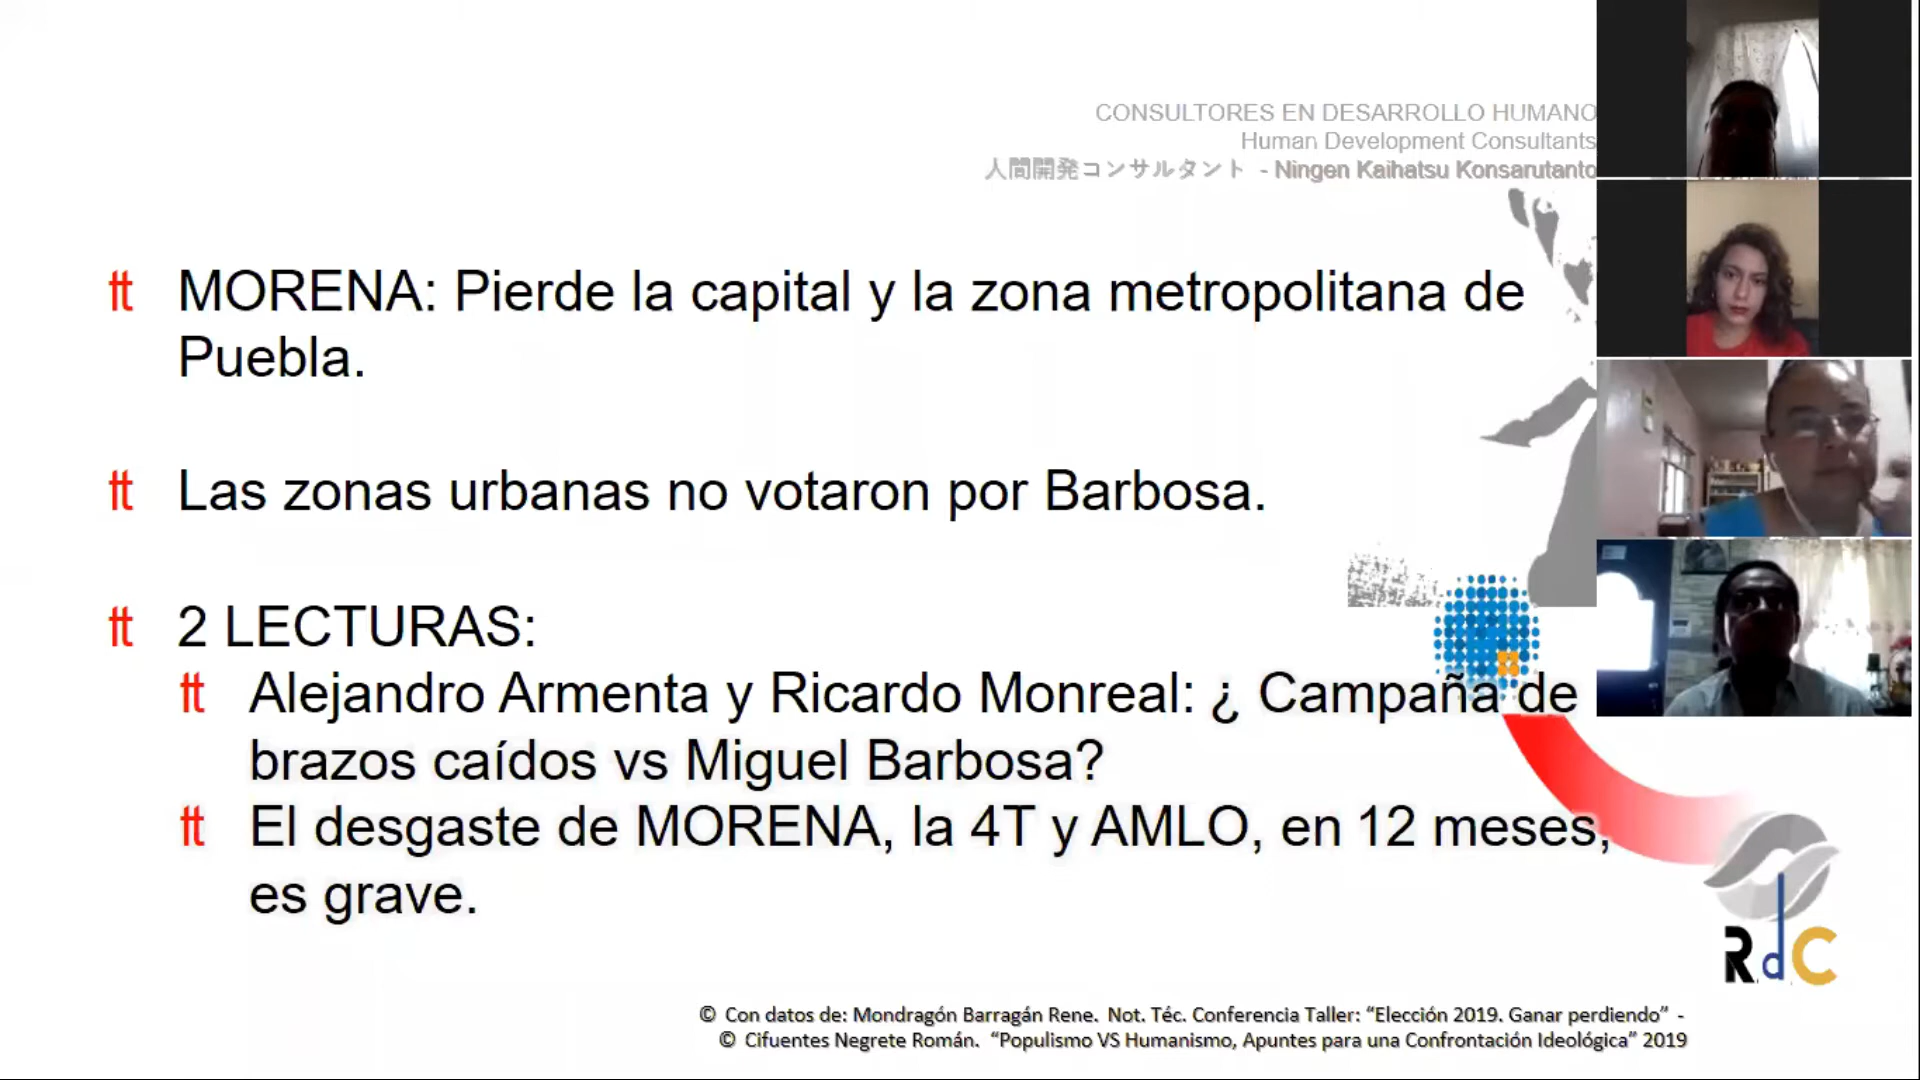 CONSULTORES EN DESARROLLO HUMANO
Human Development Consultants
人間開発コンサルタント - Ningen Kaihatsu Konsarutanto
MORENA: Pierde la capital y la zona metropolitana de
Puebla.
Las zonas urbanas no votaron por Barbosa.
2 LECTURAS:
Alejandro Armenta y Ricardo Monreal: ¿ Campaña de
brazos caídos vs Miguel Barbosa?
El desgaste de MORENA, la 4T y AMLO, en 12 meses,
es grave.
RdC
© Con datos de: Mondragón Barragán Rene. Not. Téc. Conferencia Taller: “Elección 2019. Ganar perdiendo” -
© Cifuentes Negrete Román. “Populismo VS Humanismo, Apuntes para una Confrontación Ideológica” 2019